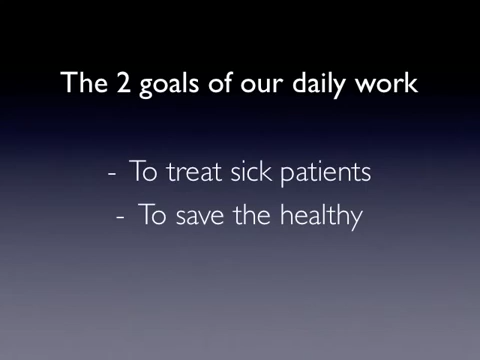 The 2 goals of our daily work
- To treat sick patients
- To save the healthy